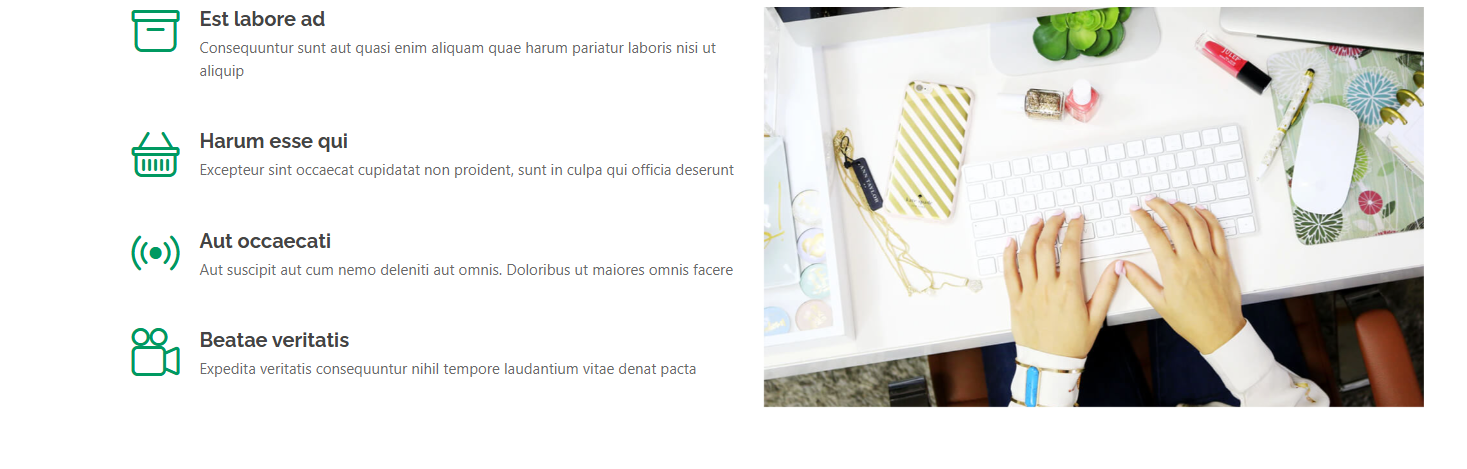 Est labore ad
Consequuntur sunt aut quasi enim aliquam quae harum pariatur laboris nisi ut
aliquip
Harum esse qui
Excepteur sint occaecat cupidatat non proident, sunt in culpa qui officia deserunt
Aut occaecati
Aut suscipit aut cum nemo deleniti aut omnis. Doloribus ut maiores omnis facere
Beatae veritatis
Expedita veritatis consequuntur nihil tempore laudantium vitae denat pacta
ANN TAYLOR